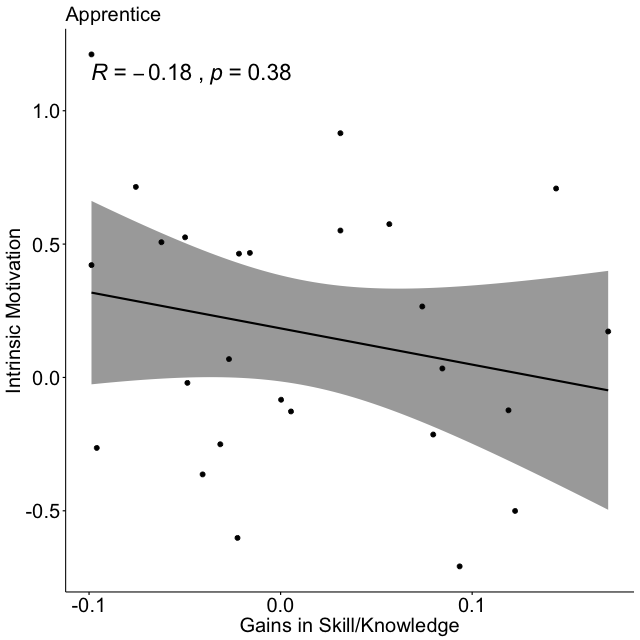 Apprentice
R = −0.18 , p = 0.38
1.0
0.5
0.0
-0.5
Intrinsic Motivation
-0.1 0.0 0.1
Gains in Skill/Knowledge